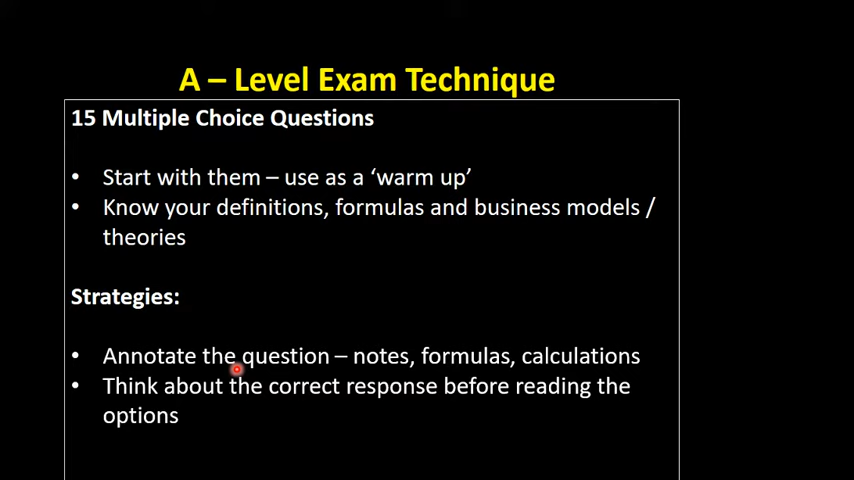 A – Level Exam Technique
15 Multiple Choice Questions
• Start with them – use as a ‘warm up’
• Know your definitions, formulas and business models /
theories
Strategies:
• Annotate the question – notes, formulas, calculations
• Think about the correct response before reading the
options